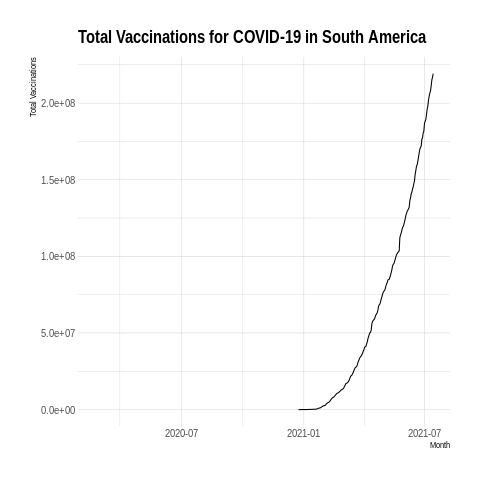 Total Vaccinations for COVID-19 in South America
Total Vaccinations
2.0e+08
1.5e+08
1.0e+08
5.0e+07
0.0e+00
2020-07 2021-01 2021-07
Month